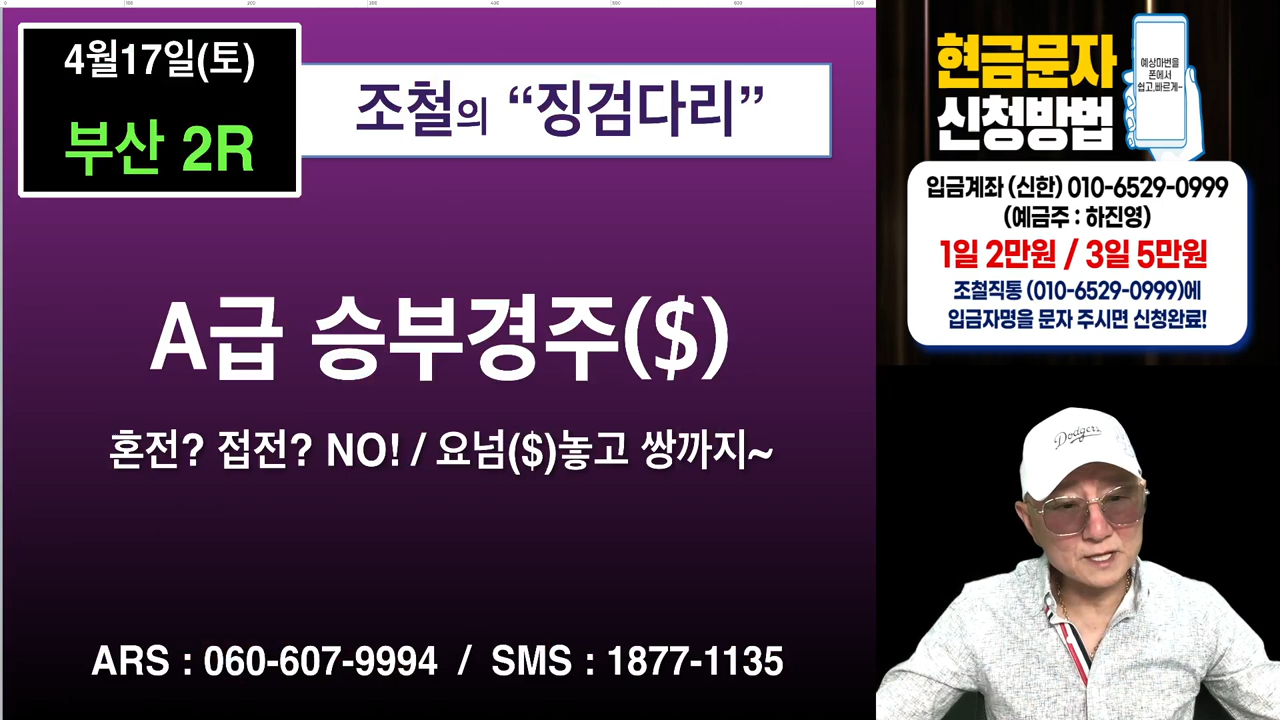 4월17일(토)
부산 2R
조철의 “징검다리”
A급 승부경주($)
혼전? 접전? NO! / 요넘($)놓고 쌍까지~
ARS : 060-607-9994 / SMS : 1877-1135
현금문자
신청방법
예상마번을
폰에서
쉽고,빠르게~
입금계좌 (신한) 010-6529-0999
(예금주 : 하진영)
1일 2만원 / 3일 5만원
조철직통 (010-6529-0999)에
입금자명을 문자 주시면 신청완료!
Dodgers